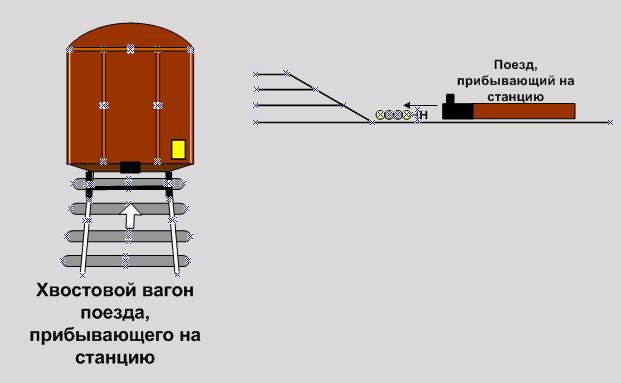 Поезд,
прибывающий на
станцию
Н
Хвостовой вагон
поезда,
прибывающего на
станцию